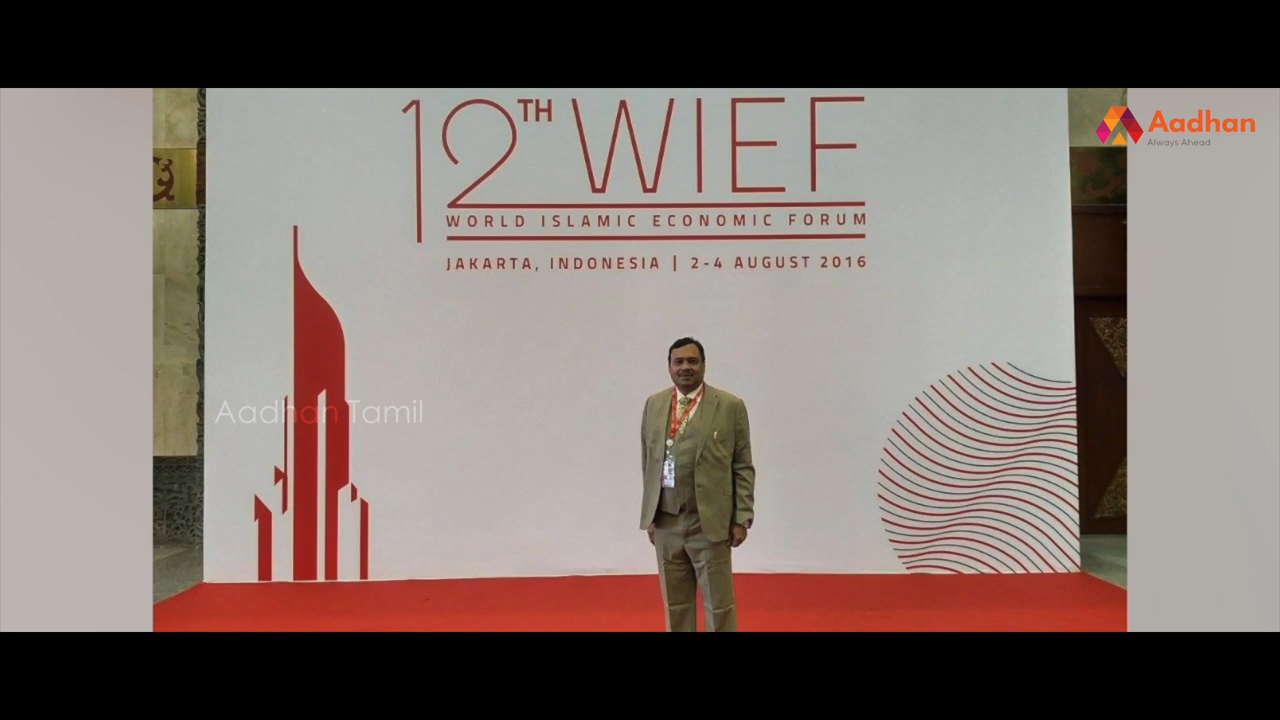 12TH WIEF
WORLD ISLAMIC ECONOMIC FORUM
JAKARTA, INDONESIA | 2-4 AUGUST 2016
Aadhan
Always Ahead
Aadhan Tamil